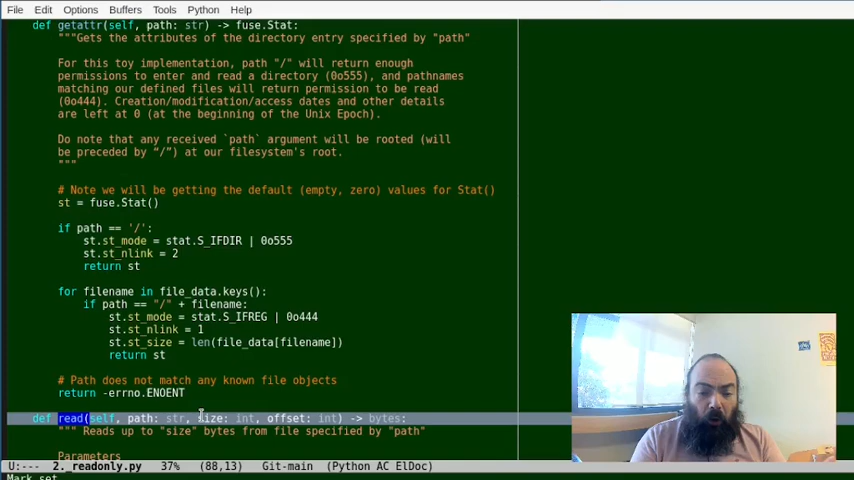 File Edit Options Buffers Tools Python Help
def getattr(self, path: str) -> fuse.Stat:
"""Gets the attributes of the directory entry specified by "path"
For this toy implementation, path "/" will return enough
permissions to enter and read a directory (0o555), and pathnames
matching our defined files will return permission to be read
(0o444). Creation/modification/access dates and other details
are left at 0 (at the beginning of the Unix Epoch).
Do note that any received `path` argument will be rooted (will
be preceded by “/”) at our filesystem's root.
"""
# Note we will be getting the default (empty, zero) values for Stat()
st = fuse.Stat()
if path == '/':
st.st_mode = stat.S_IFDIR | 0o555
st.st_nlink = 2
return st
for filename in file_data.keys():
if path == "/" + filename:
st.st_mode = stat.S_IFREG | 0o444
st.st_nlink = 1
st.st_size = len(file_data[filename])
return st
# Path does not match any known file objects
return -errno.ENOENT
def read(self, path: str, size: int, offset: int) -> bytes:
""" Reads up to "size" bytes from file specified by "path"
Parameters
U:--- 2._readonly.py 37% (88,13) Git-main (Python AC ElDoc)
Mark set